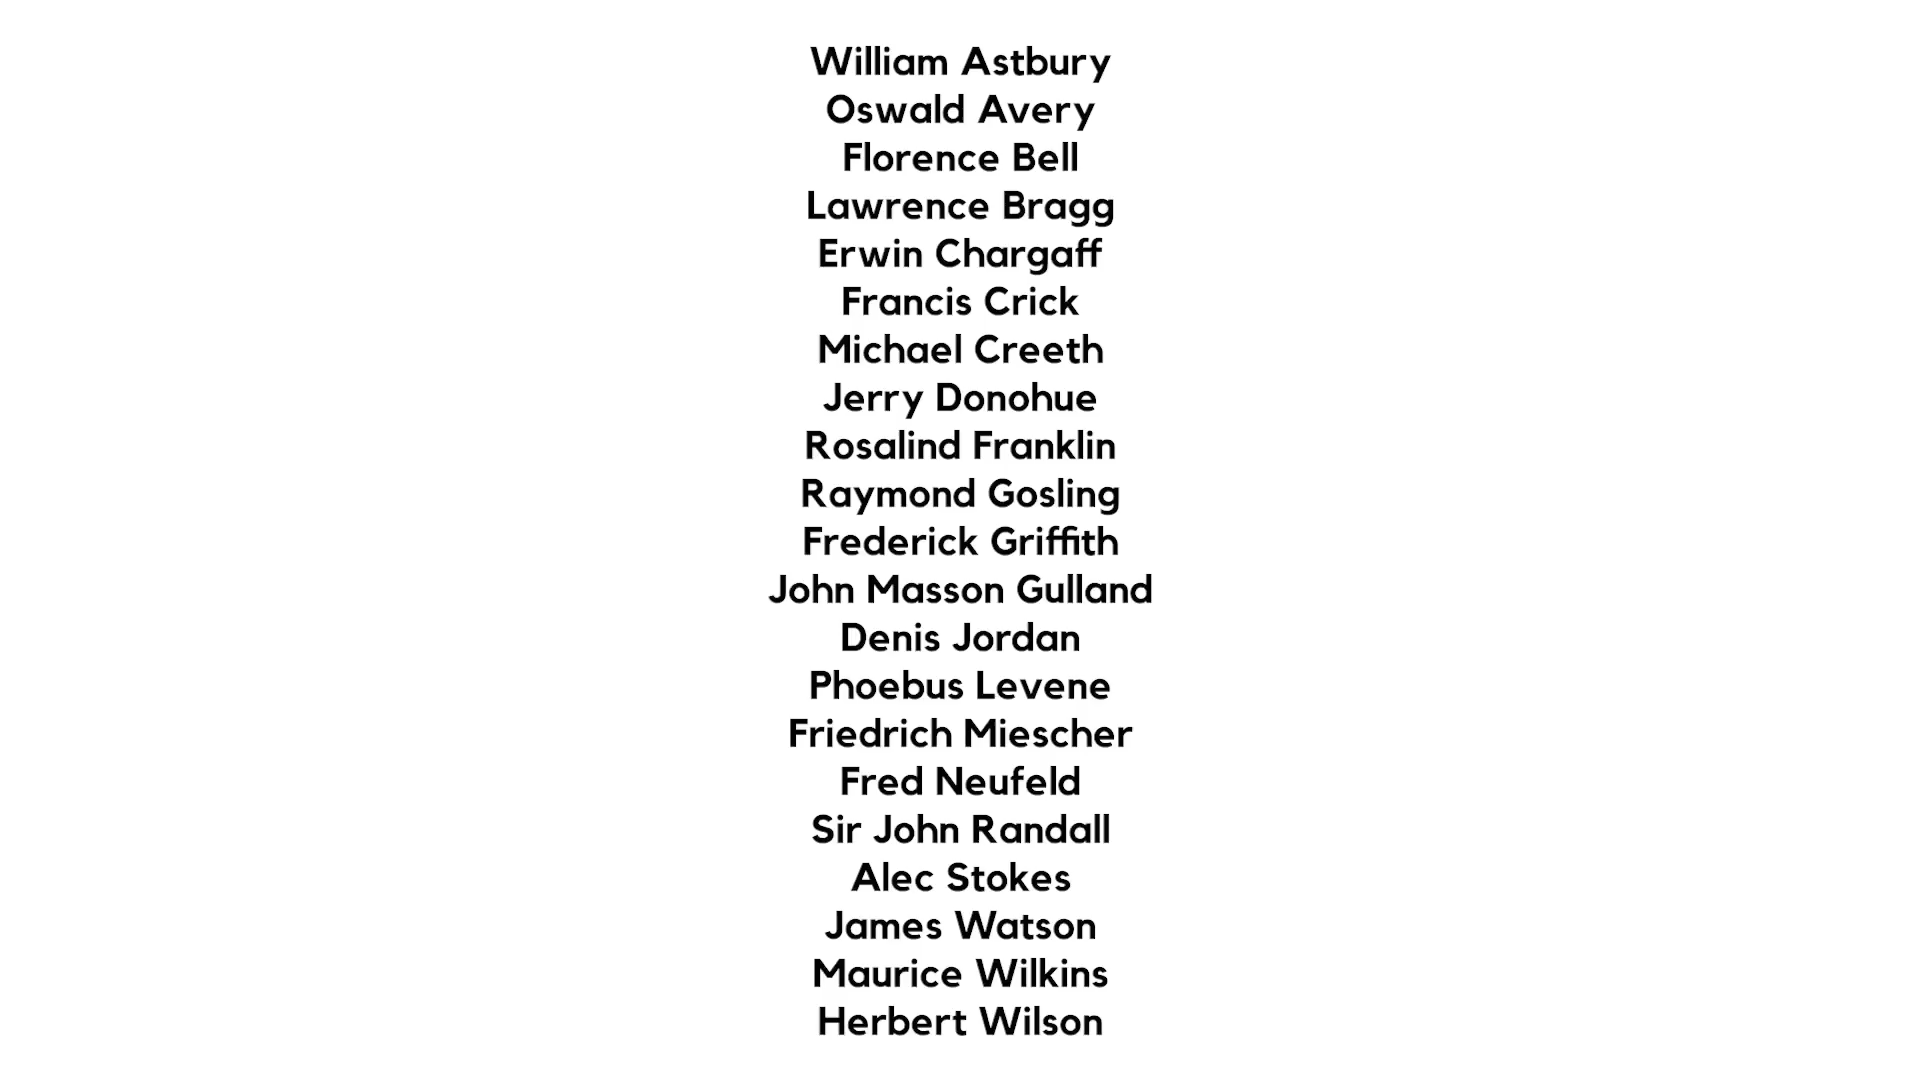 William Astbury
Oswald Avery
Florence Bell
Lawrence Bragg
Erwin Chargaff
Francis Crick
Michael Creeth
Jerry Donohue
Rosalind Franklin
Raymond Gosling
Frederick Griffith
John Masson Gulland
Denis Jordan
Phoebus Levene
Friedrich Miescher
Fred Neufeld
Sir John Randall
Alec Stokes
James Watson
Maurice Wilkins
Herbert Wilson